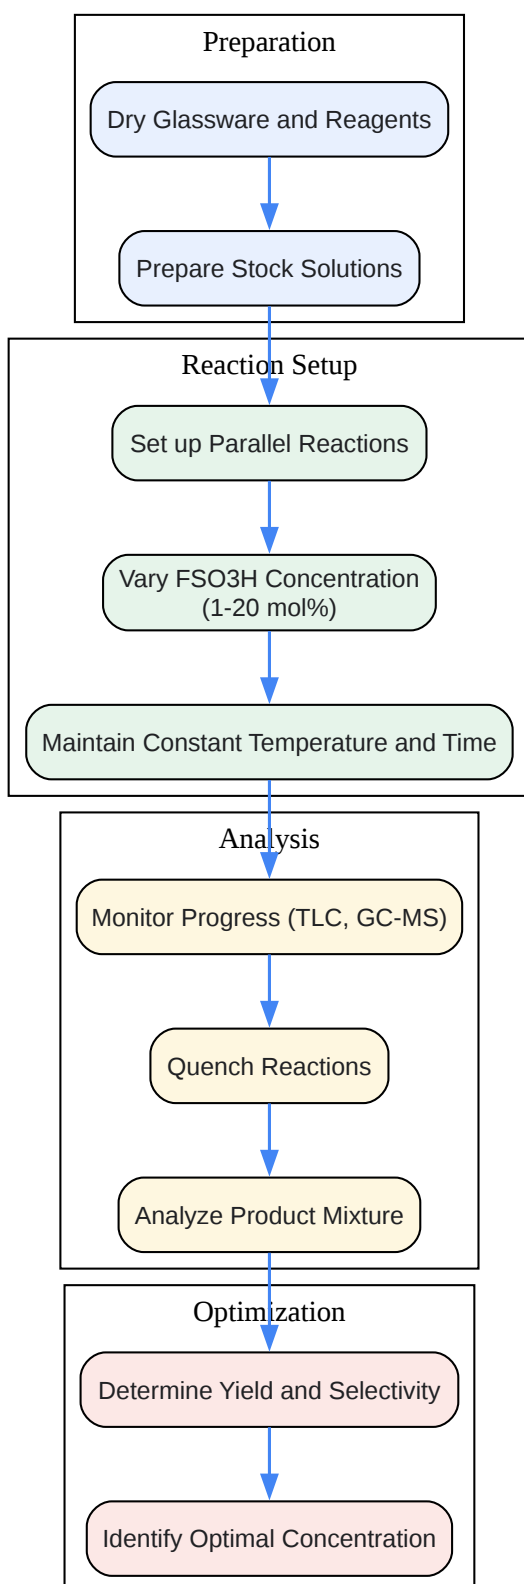 Preparation
Dry Glassware and Reagents
Prepare Stock Solutions
Reaction Setup
Set up Parallel Reactions
Vary FSO3H Concentration
(1-20 mol%)
Maintain Constant Temperature and Time
Analysis
Monitor Progress (TLC, GC-MS)
Quench Reactions
Analyze Product Mixture
Optimization
Determine Yield and Selectivity
Identify Optimal Concentration